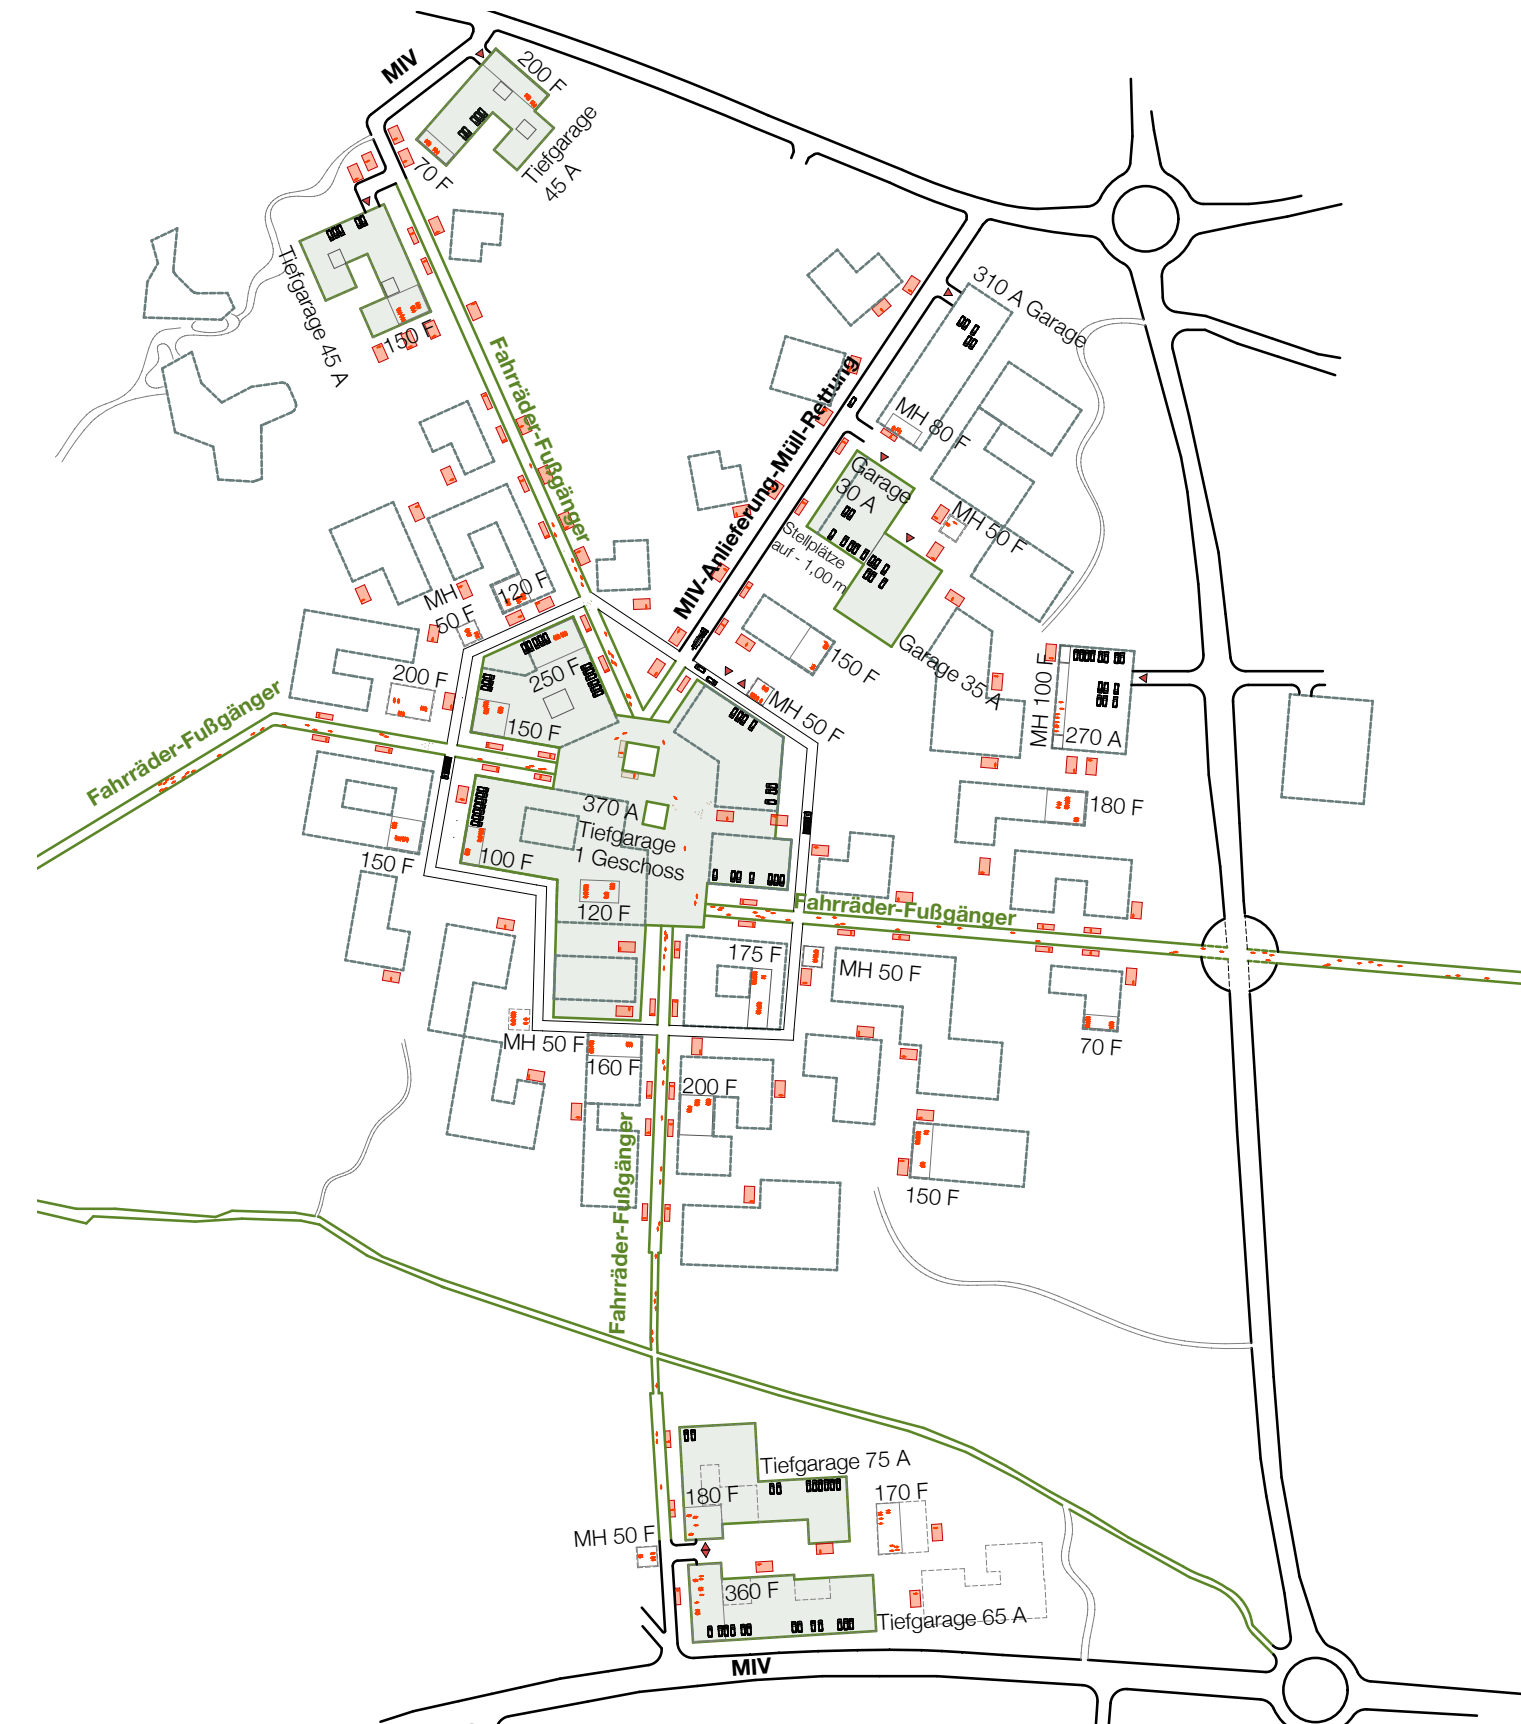 MIV
200 F
Tiefgarage
45 A
70 F
Tiefgarage 45 A
150 F
Fahrräder-Fußgänger
310 A Garage
MIV-Anlieferung-Müll-Rettung
MH 80 F
Garage
30 A
MH 50 F
Stellplätze
auf - 1,00 m
Garage 35 A
MH
50 F
120 F
150 F
MH 50 F
MH 100 F
270 A
200 F
250 F
150 F
Fahrräder-Fußgänger
180 F
370 A
Tiefgarage
1 Geschoss
100 F
150 F
120 F
Fahrräder-Fußgänger
175 F
MH 50 F
MH 50 F
160 F
70 F
200 F
150 F
Fahrräder-Fußgänger
Tiefgarage 75 A
180 F
170 F
MH 50 F
360 F
Tiefgarage 65 A
MIV